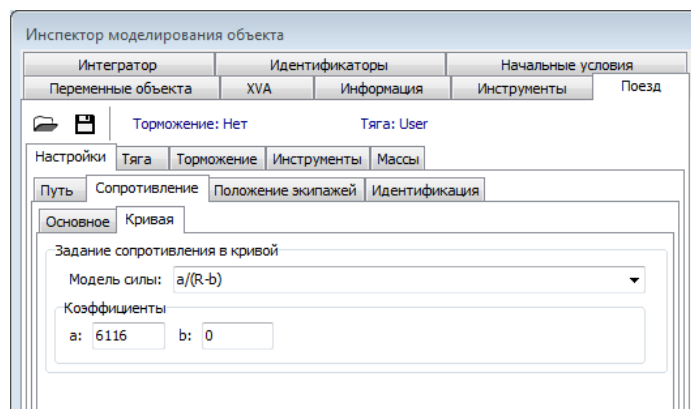 Инспектор моделирования объекта
Интегратор Идентификаторы Начальные условия
Переменные объекта XVA Информация Инструменты Поезд
Торможение: Нет Тяга: User
Настройки Тяга Торможение Инструменты Массы
Путь Сопротивление Положение экипажей Идентификация
Основное Кривая
Задание сопротивления в кривой
Модель силы: a/(R-b)
Коэффициенты
a: 6116 b: 0